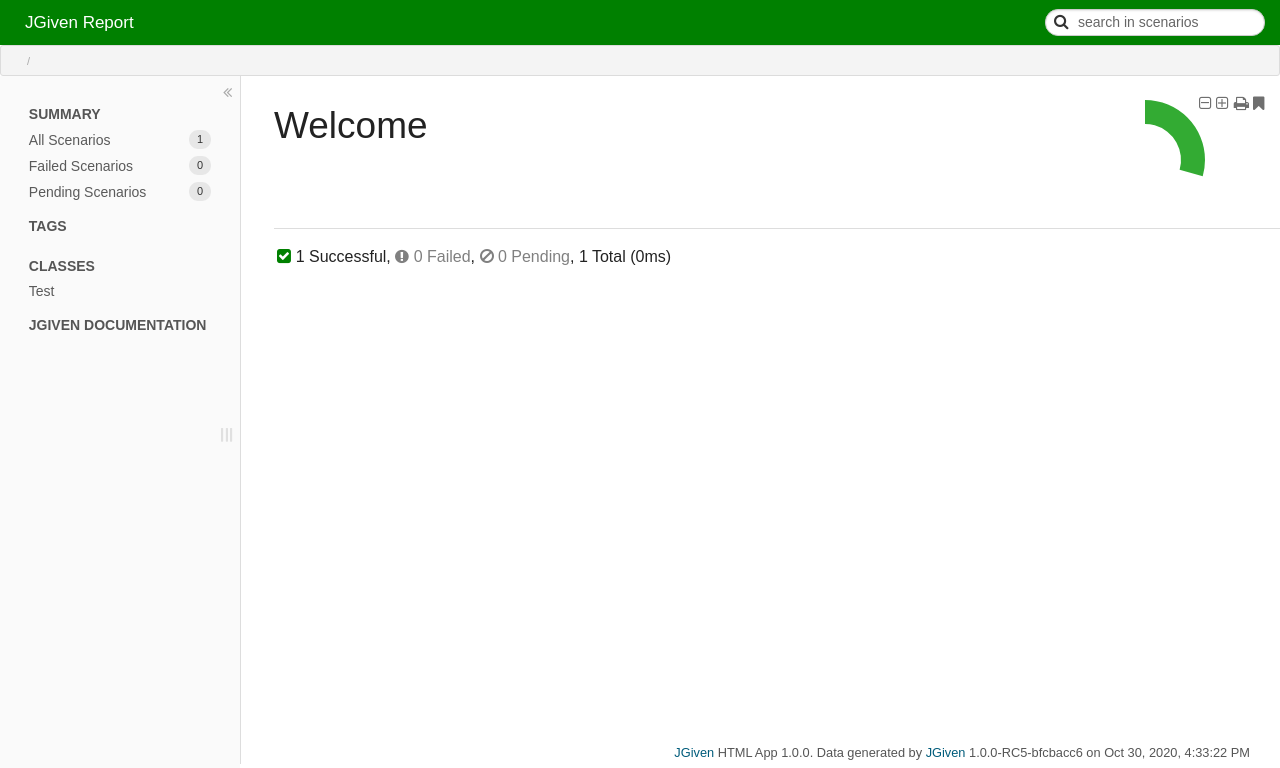 JGiven Report
search in scenarios
/
SUMMARY
All Scenarios 1
Failed Scenarios 0
Pending Scenarios 0
TAGS
CLASSES
Test
JGIVEN DOCUMENTATION
Welcome
1 Successful, 0 Failed, 0 Pending, 1 Total (0ms)
JGiven HTML App 1.0.0. Data generated by JGiven 1.0.0-RC5-bfcbacc6 on Oct 30, 2020, 4:33:22 PM